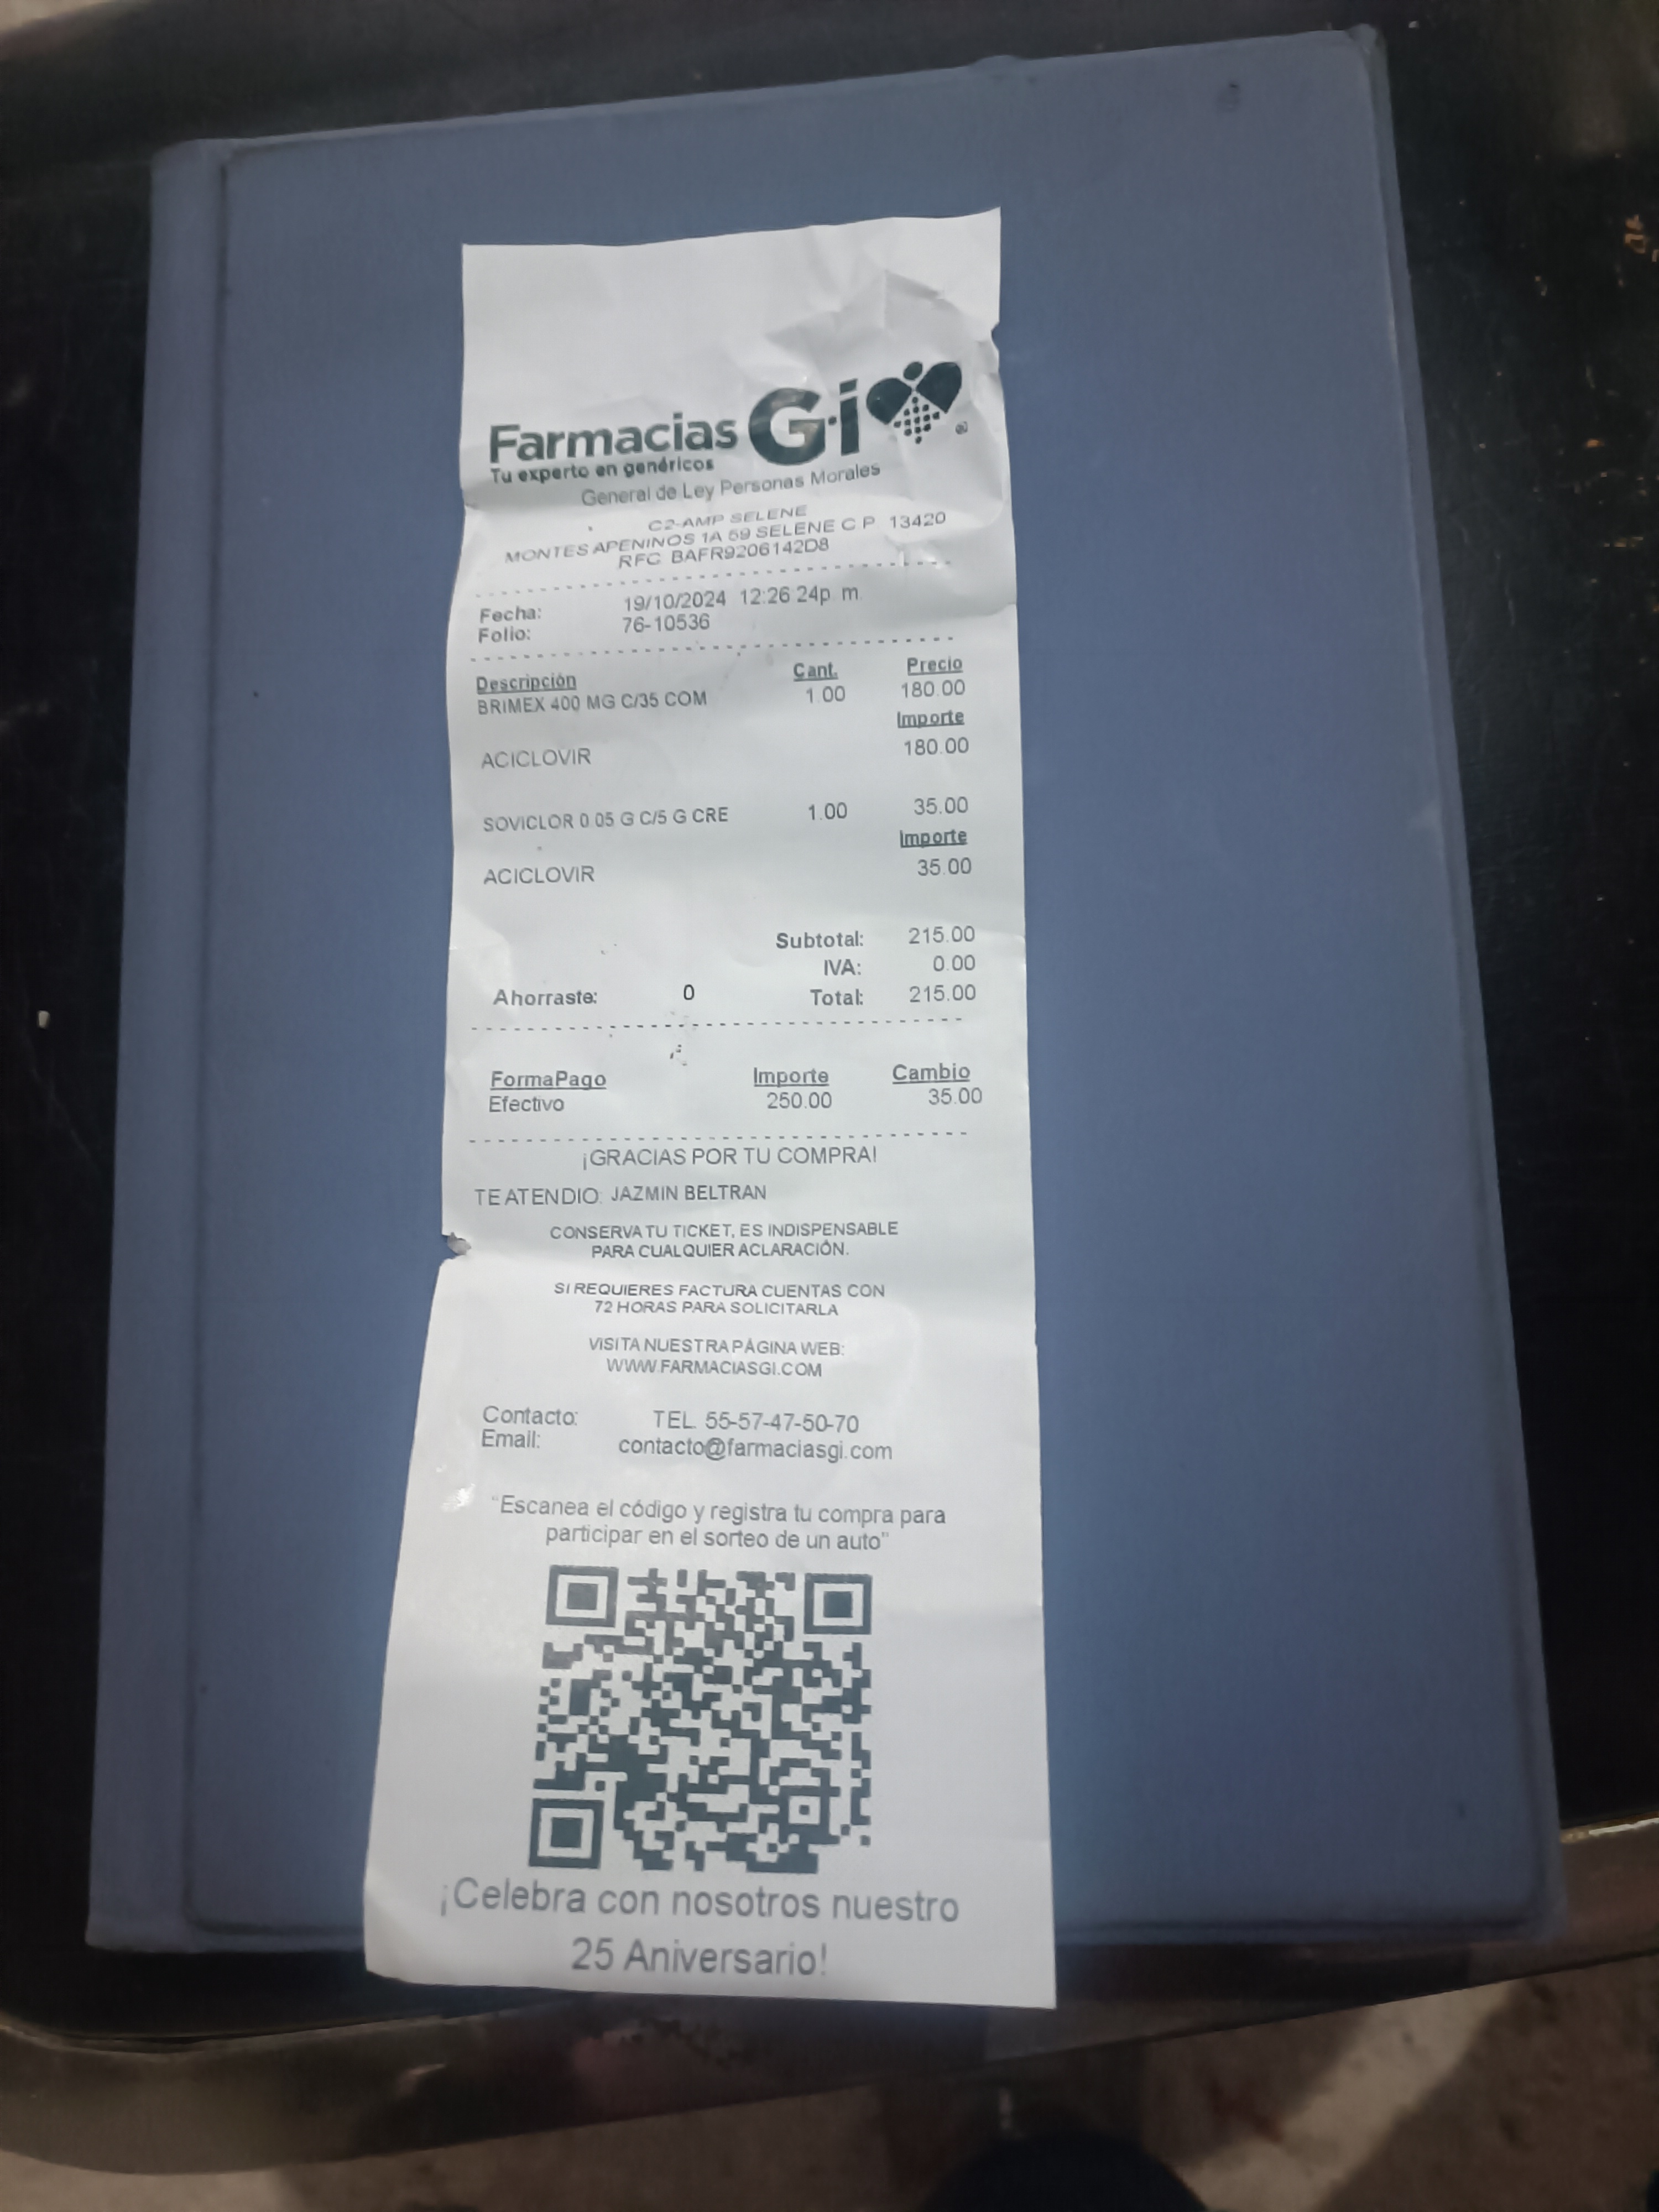 Farmacias Gi
Tu experto en genéricos
General de Ley Personas Morales
C2-AMP SELENE
MONTES APENINOS 1A 59 SELENE C P 13420
RFC BAFR9206142D8
Fecha: 19/10/2024 12:26:24p m.
Folio: 76-10536
Descripción Cant. Precio
BRIMEX 400 MG C/35 COM 1.00 180.00
Importe
ACICLOVIR 180.00
SOVICLOR 0.05 G C/5 G CRE 1.00 35.00
Importe
ACICLOVIR 35.00
Subtotal: 215.00
IVA: 0.00
Ahorraste: 0 Total: 215.00
FormaPago Importe Cambio
Efectivo 250.00 35.00
¡GRACIAS POR TU COMPRA!
TE ATENDIO: JAZMIN BELTRAN
CONSERVA TU TICKET, ES INDISPENSABLE
PARA CUALQUIER ACLARACIÓN.
SI REQUIERES FACTURA CUENTAS CON
72 HORAS PARA SOLICITARLA
VISITA NUESTRA PÁGINA WEB:
WWW.FARMACIASGI.COM
Contacto: TEL. 55-57-47-50-70
Email: contacto@farmaciasgi.com
"Escanea el código y registra tu compra para
participar en el sorteo de un auto"
¡Celebra con nosotros nuestro
25 Aniversario!